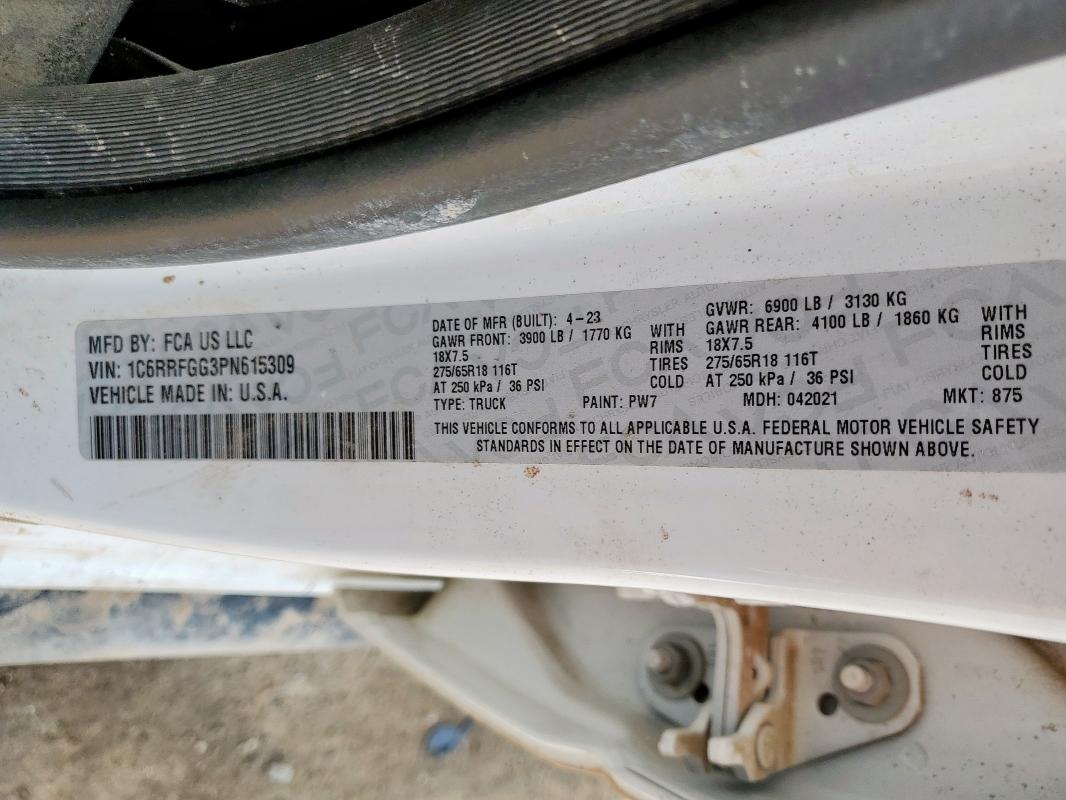 MFD BY: FCA US LLC
VIN: 1C6RRFGG3PN615309
VEHICLE MADE IN: U.S.A.
DATE OF MFR (BUILT): 4-23
GAWR FRONT: 3900 LB / 1770 KG WITH
18X7.5 RIMS
275/65R18 116T TIRES
AT 250 kPa / 36 PSI COLD
GVWR: 6900 LB / 3130 KG
GAWR REAR: 4100 LB / 1860 KG WITH
18X7.5 RIMS
275/65R18 116T TIRES
AT 250 kPa / 36 PSI COLD
TYPE: TRUCK PAINT: PW7 MDH: 042021 MKT: 875
THIS VEHICLE CONFORMS TO ALL APPLICABLE U.S.A. FEDERAL MOTOR VEHICLE SAFETY
STANDARDS IN EFFECT ON THE DATE OF MANUFACTURE SHOWN ABOVE.